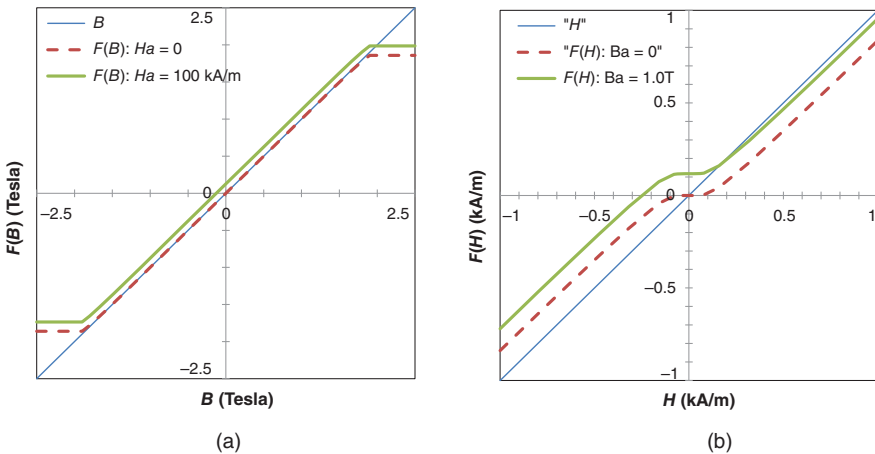 2.5
B
F(B): Ha = 0
F(B): Ha = 100 kA/m
0
–2.5
0
2.5
–2.5
F(B) (Tesla)
B (Tesla)
(a)
1
"H"
"F(H): Ba = 0"
F(H): Ba = 1.0T
0.5
0
–1
–0.5
0
0.5
1
–0.5
–1
F(H) (kA/m)
H (kA/m)
(b)